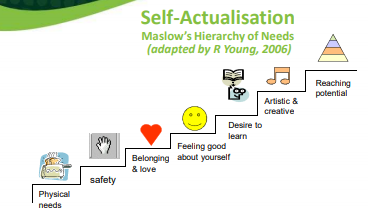 Self-Actualisation
Maslow's Hierarchy of Needs
(adapted by R Young, 2006)
Physical
needs
safety
Belonging
& love
Feeling good
about yourself
Desire to
learn
Artistic &
creative
Reaching
potential